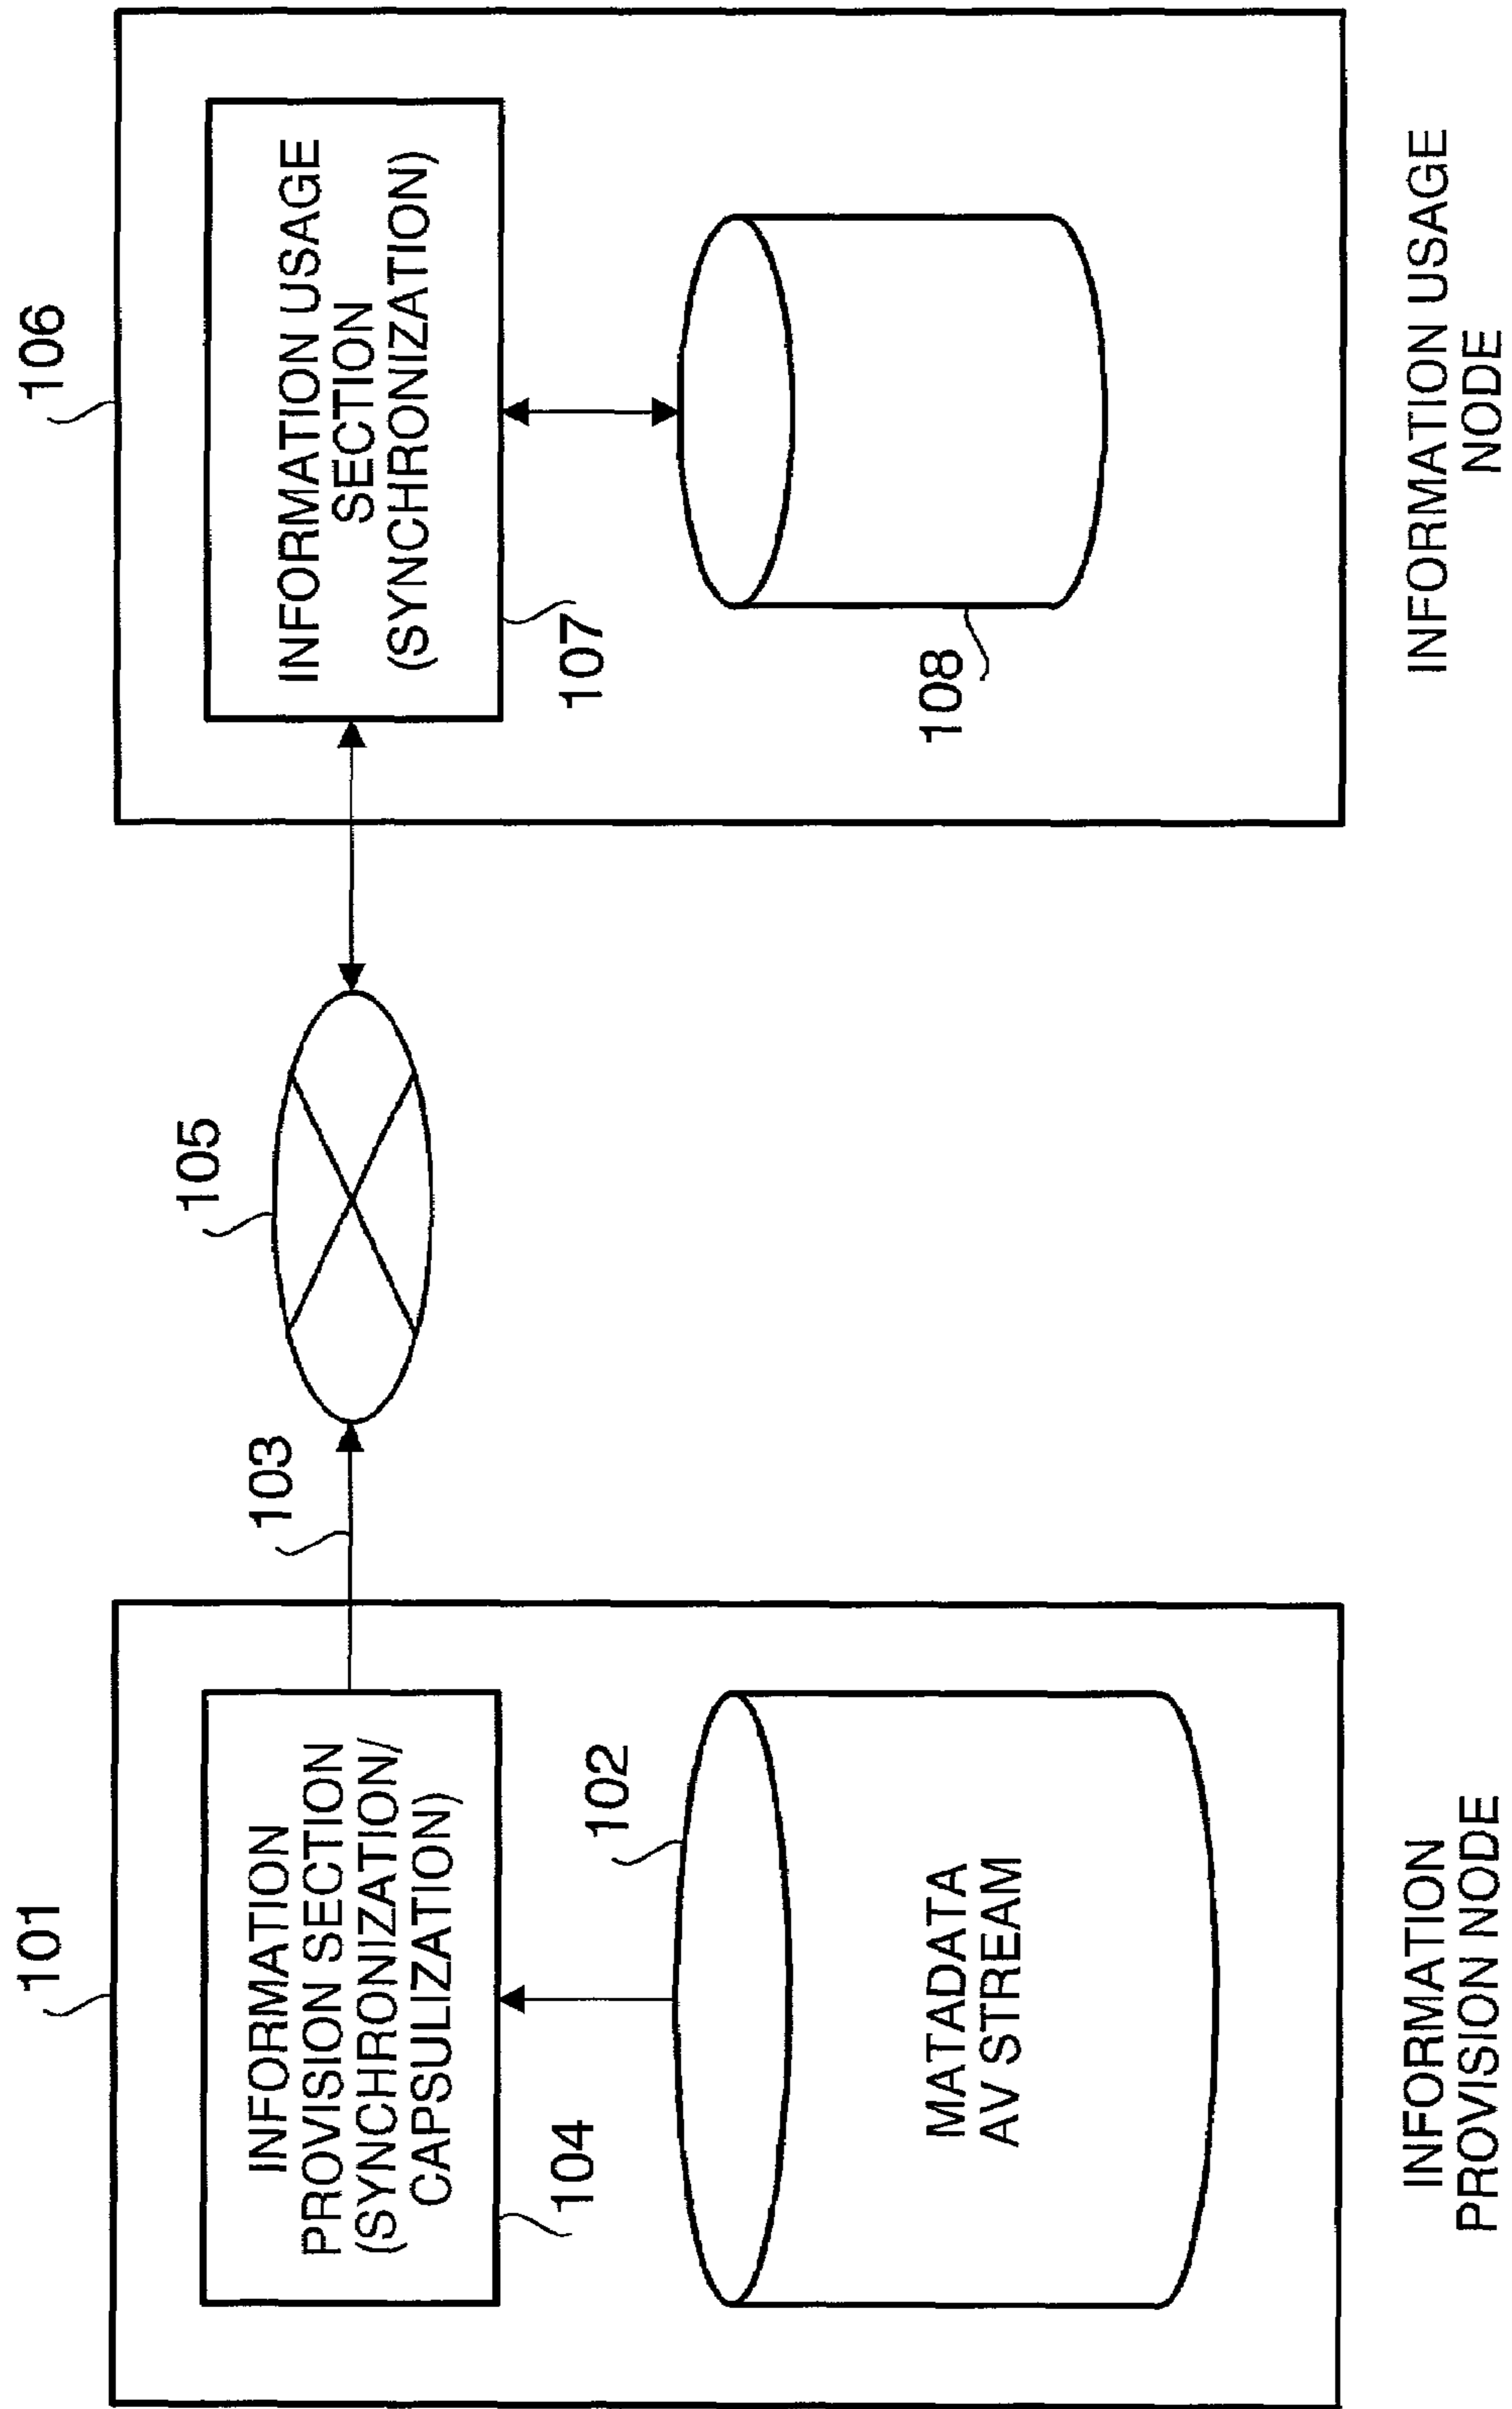 101
INFORMATION
PROVISION SECTION
(SYNCHRONIZATION/
CAPSULIZATION)
104
102
MATADATA
AV STREAM
INFORMATION
PROVISION NODE
103
105
106
INFORMATION USAGE
SECTION
(SYNCHRONIZATION)
107
108
INFORMATION USAGE
NODE